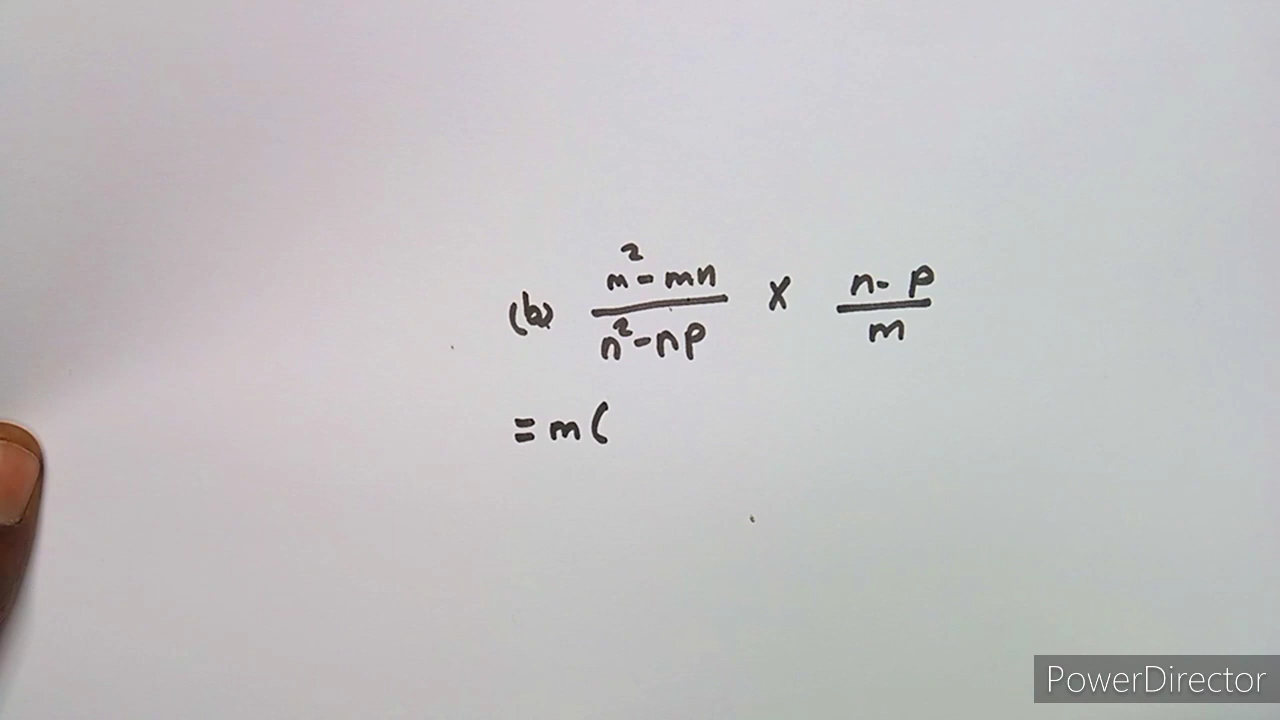 (b) m²-mn / n²-np x n-p / m
= m(
PowerDirector